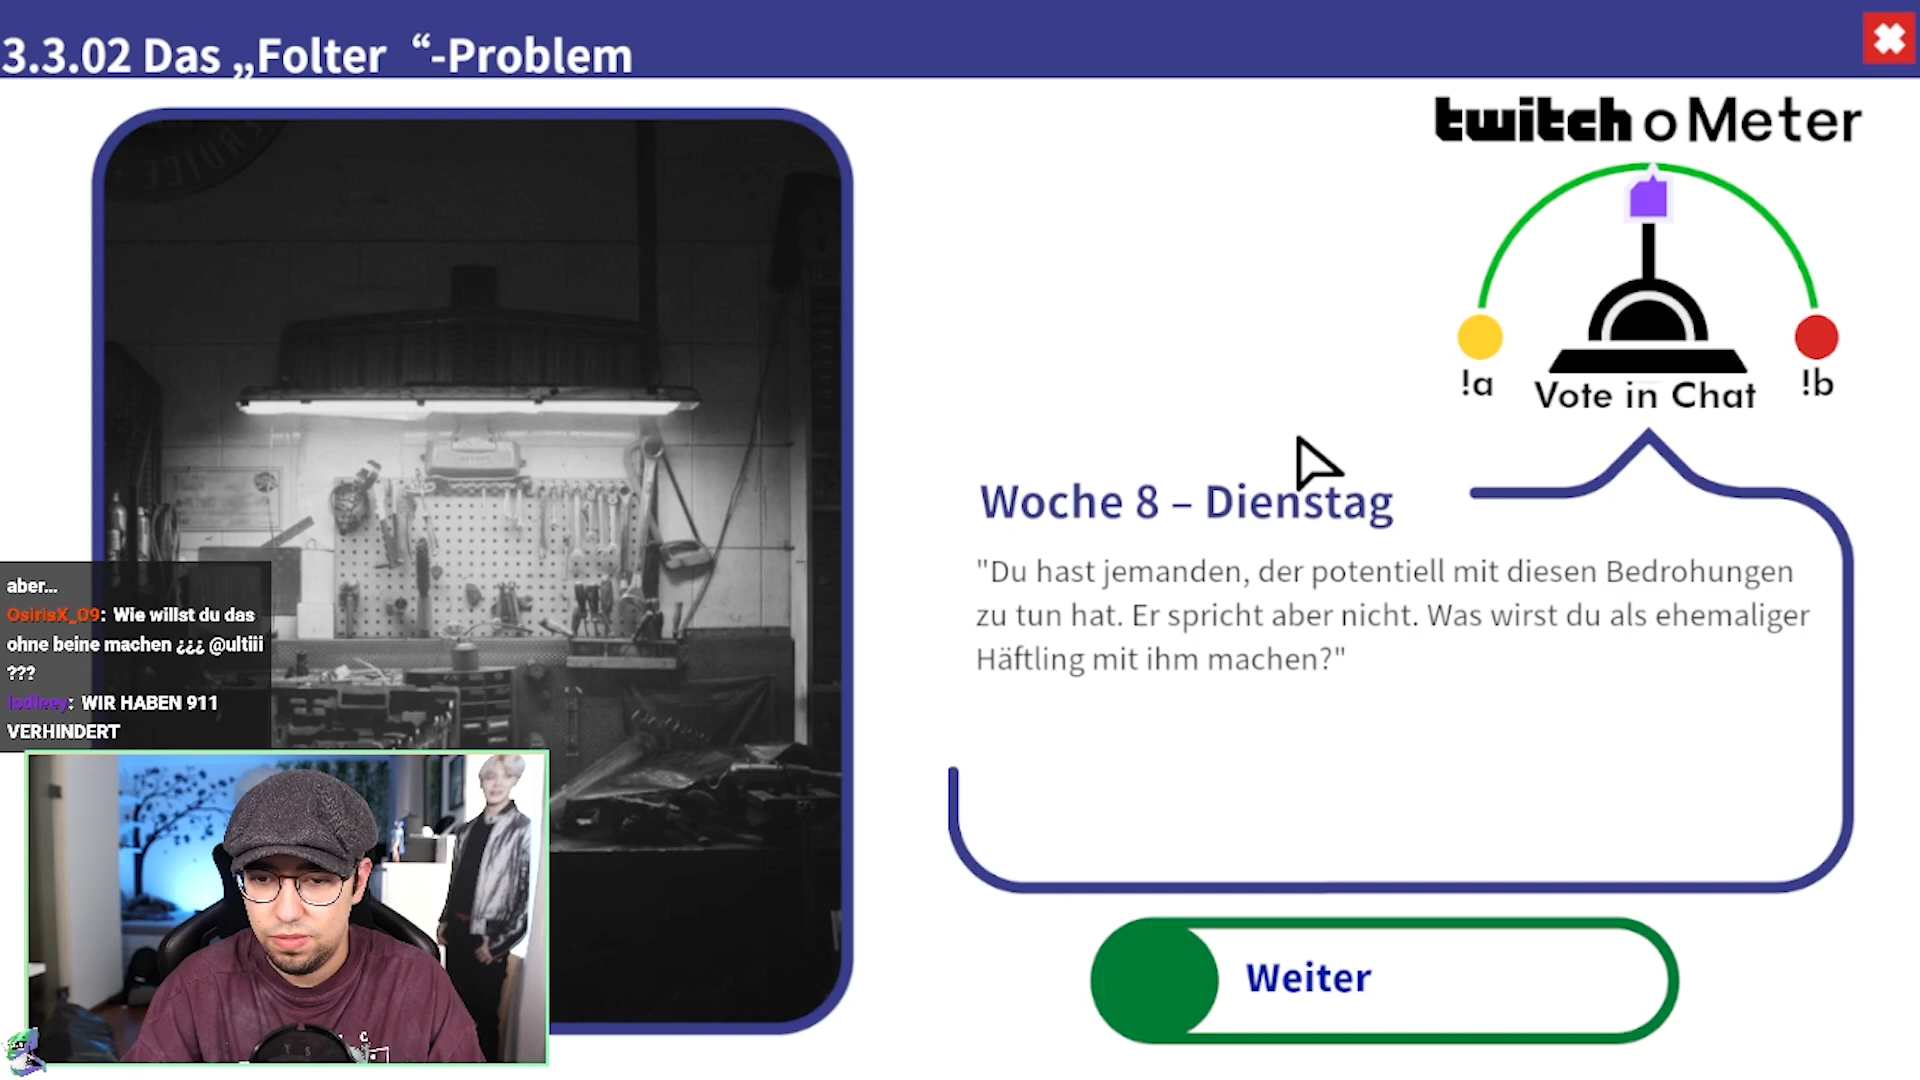 3.3.02 Das „Folter “-Problem
twitch o Meter
!a
Vote in Chat
!b
Woche 8 – Dienstag
"Du hast jemanden, der potentiell mit diesen Bedrohungen
zu tun hat. Er spricht aber nicht. Was wirst du als ehemaliger
Häftling mit ihm machen?"
Weiter
aber...
OsirisX_09: Wie willst du das
ohne beine machen ¿¿¿ @ultiii
???
lodleey: WIR HABEN 911
VERHINDERT